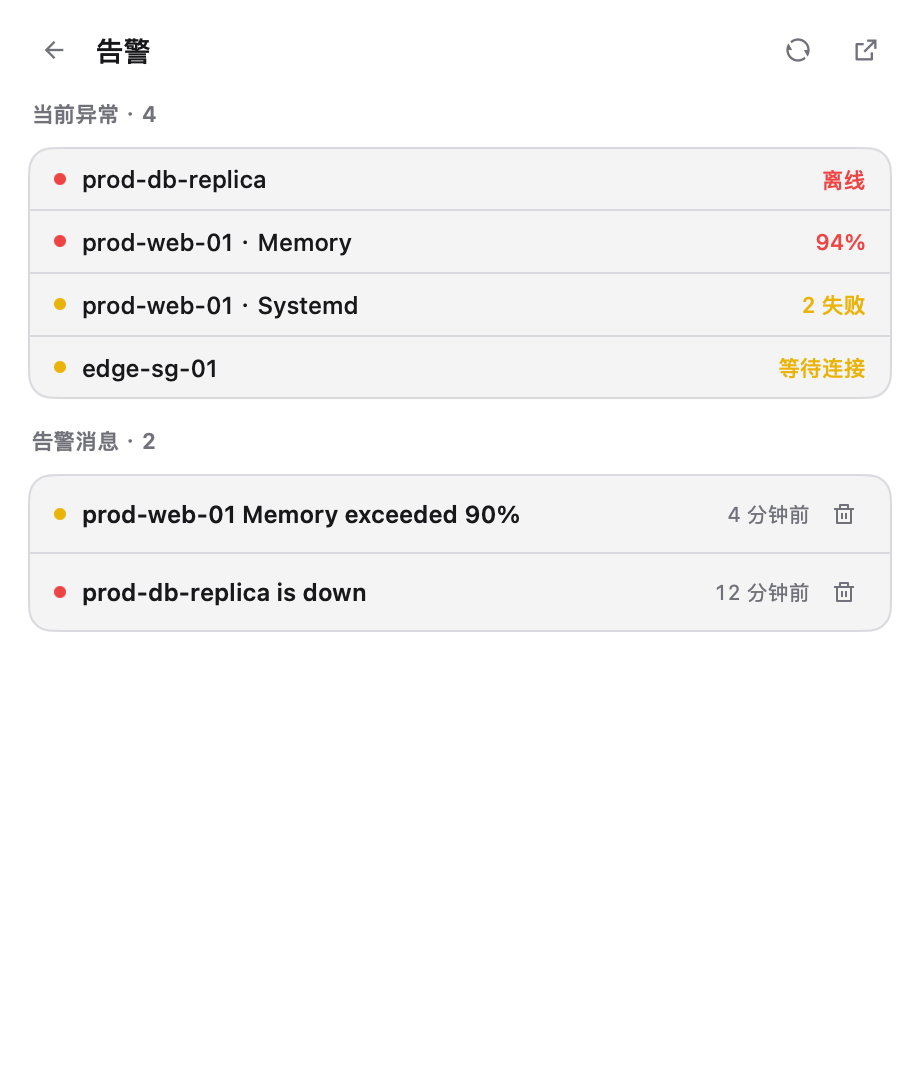 告警
当前异常 · 4
prod-db-replica 离线
prod-web-01 · Memory 94%
prod-web-01 · Systemd 2 失败
edge-sg-01 等待连接
告警消息 · 2
prod-web-01 Memory exceeded 90% 4 分钟前
prod-db-replica is down 12 分钟前